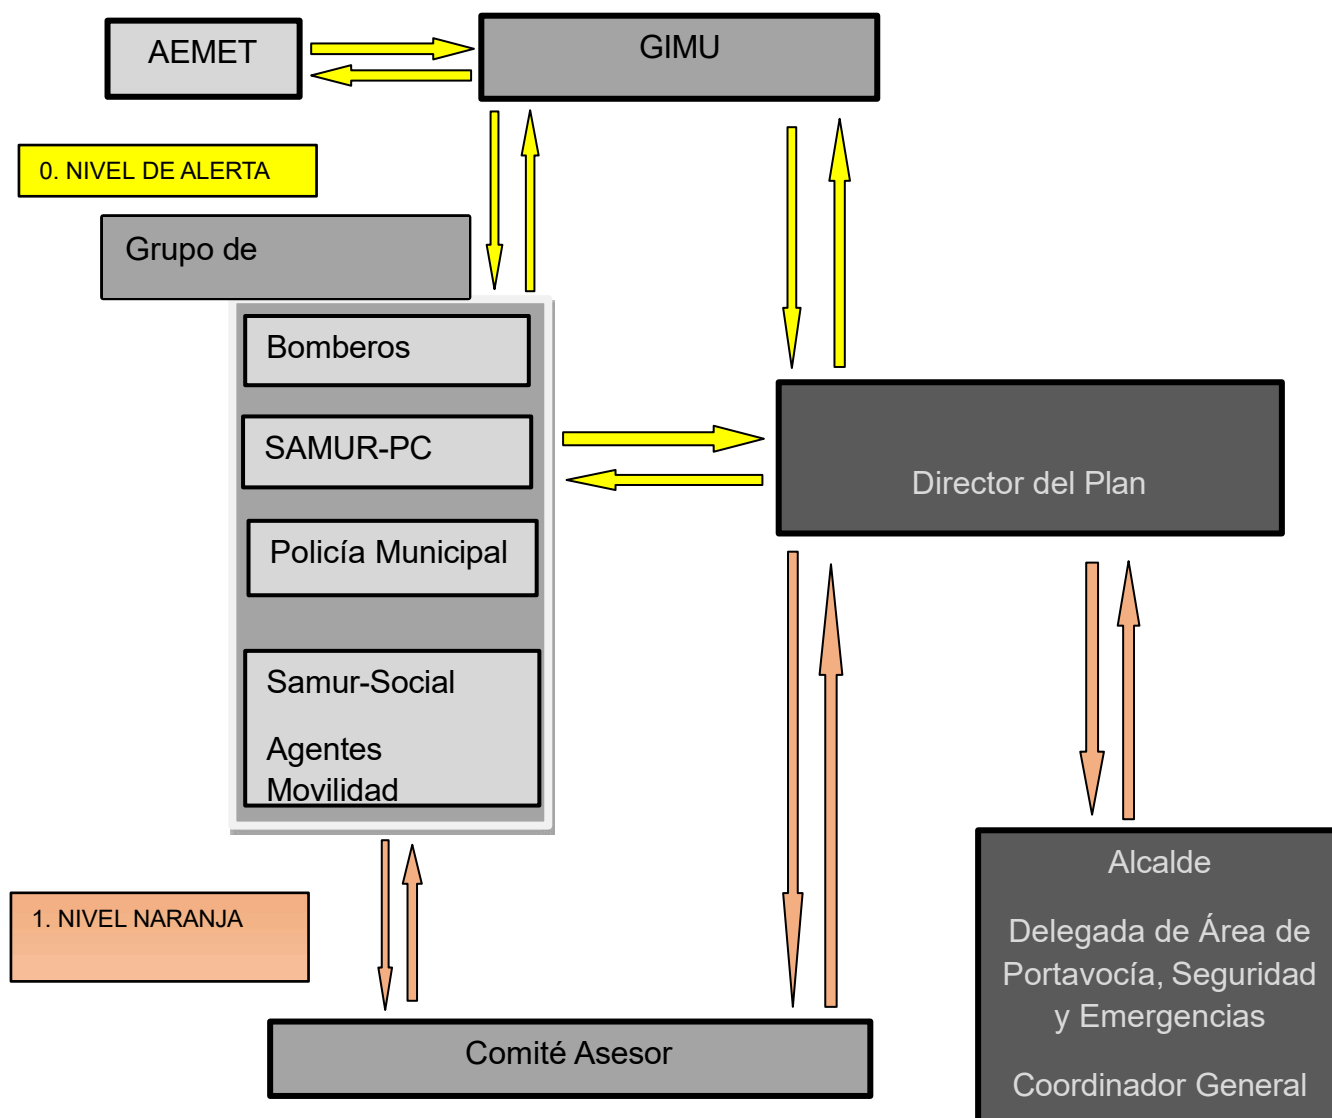 AEMET
GIMU
0. NIVEL DE ALERTA
Grupo de
Bomberos
SAMUR-PC
Policía Municipal
Samur-Social
Agentes
Movilidad
Director del Plan
1. NIVEL NARANJA
Comité Asesor
Alcalde
Delegada de Área de
Portavocía, Seguridad
y Emergencias
Coordinador General